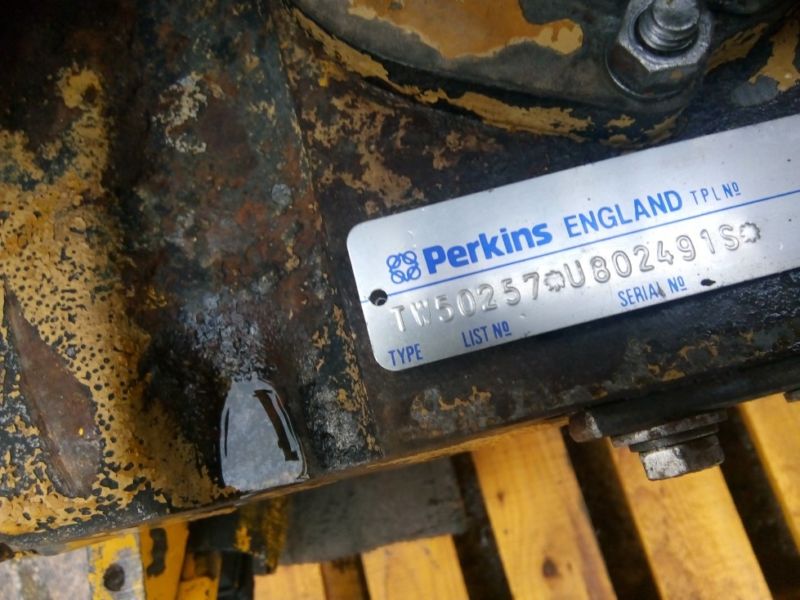 Perkins ENGLAND TPL Nº
TW50257*U802491S*
TYPE LIST Nº SERIAL Nº